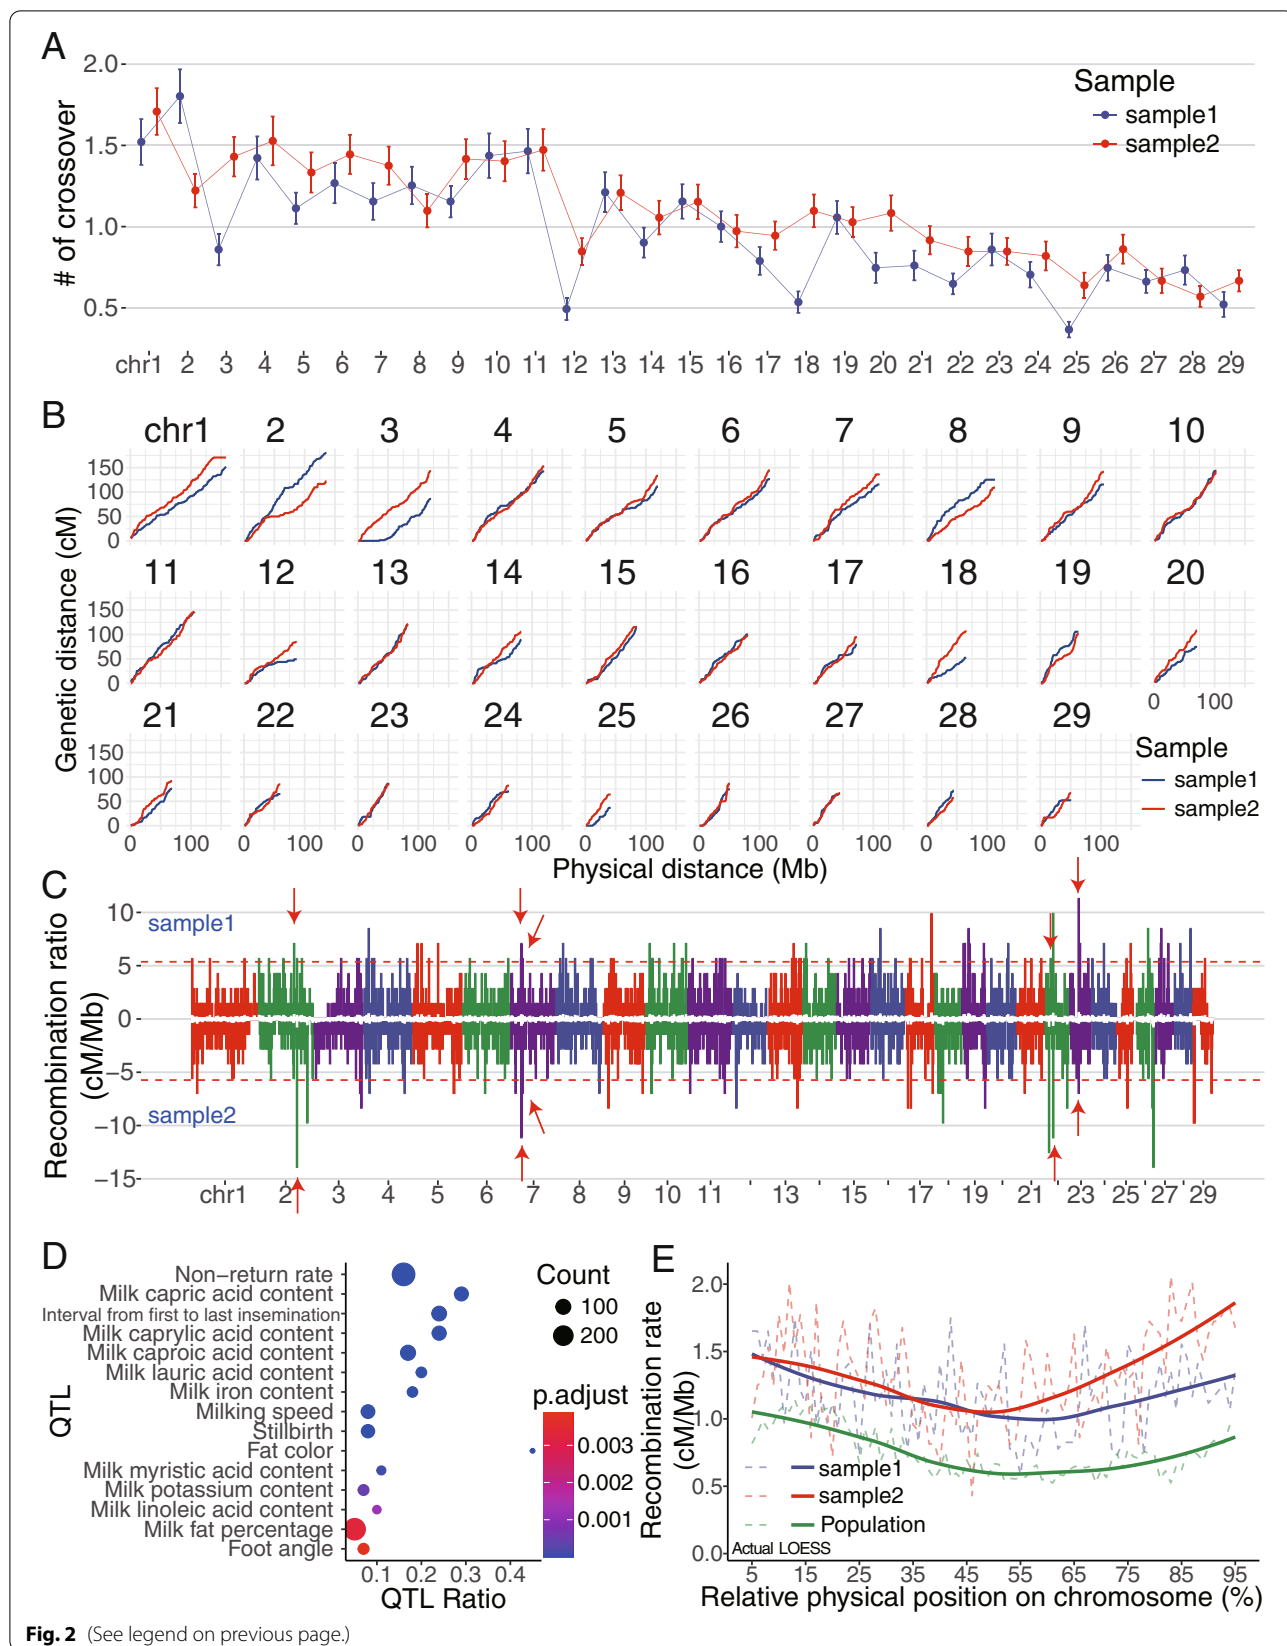 A
# of crossover
2.0
1.5
1.0
0.5
Sample
sample1
sample2
chr1 2 3 4 5 6 7 8 9 10 11 12 13 14 15 16 17 18 19 20 21 22 23 24 25 26 27 28 29
B
Genetic distance (cM)
chr1 2 3 4 5 6 7 8 9 10
150
100
50
0
11 12 13 14 15 16 17 18 19 20
150
100
50
0
0 100
21 22 23 24 25 26 27 28 29
150
100
50
0
Sample
sample1
sample2
0 100 0 100 0 100 0 100 0 100 0 100 0 100 0 100 0 100
Physical distance (Mb)
C
Recombination ratio
(cM/Mb)
10
5
0
−5
−10
−15
sample1
sample2
chr1 2 3 4 5 6 7 8 9 10 11 13 15 17 19 21 23 25 27 29
D
QTL
Non−return rate
Milk capric acid content
Interval from first to last insemination
Milk caprylic acid content
Milk caproic acid content
Milk lauric acid content
Milk iron content
Milking speed
Stillbirth
Fat color
Milk myristic acid content
Milk potassium content
Milk linoleic acid content
Milk fat percentage
Foot angle
0.1 0.2 0.3 0.4
QTL Ratio
Count
100
200
p.adjust
0.003
0.002
0.001
E
Recombination rate
(cM/Mb)
2.0
1.5
1.0
0.5
0.0
sample1
sample2
Population
Actual LOESS
5 15 25 35 45 55 65 75 85 95
Relative physical position on chromosome (%)
Fig. 2 (See legend on previous page.)